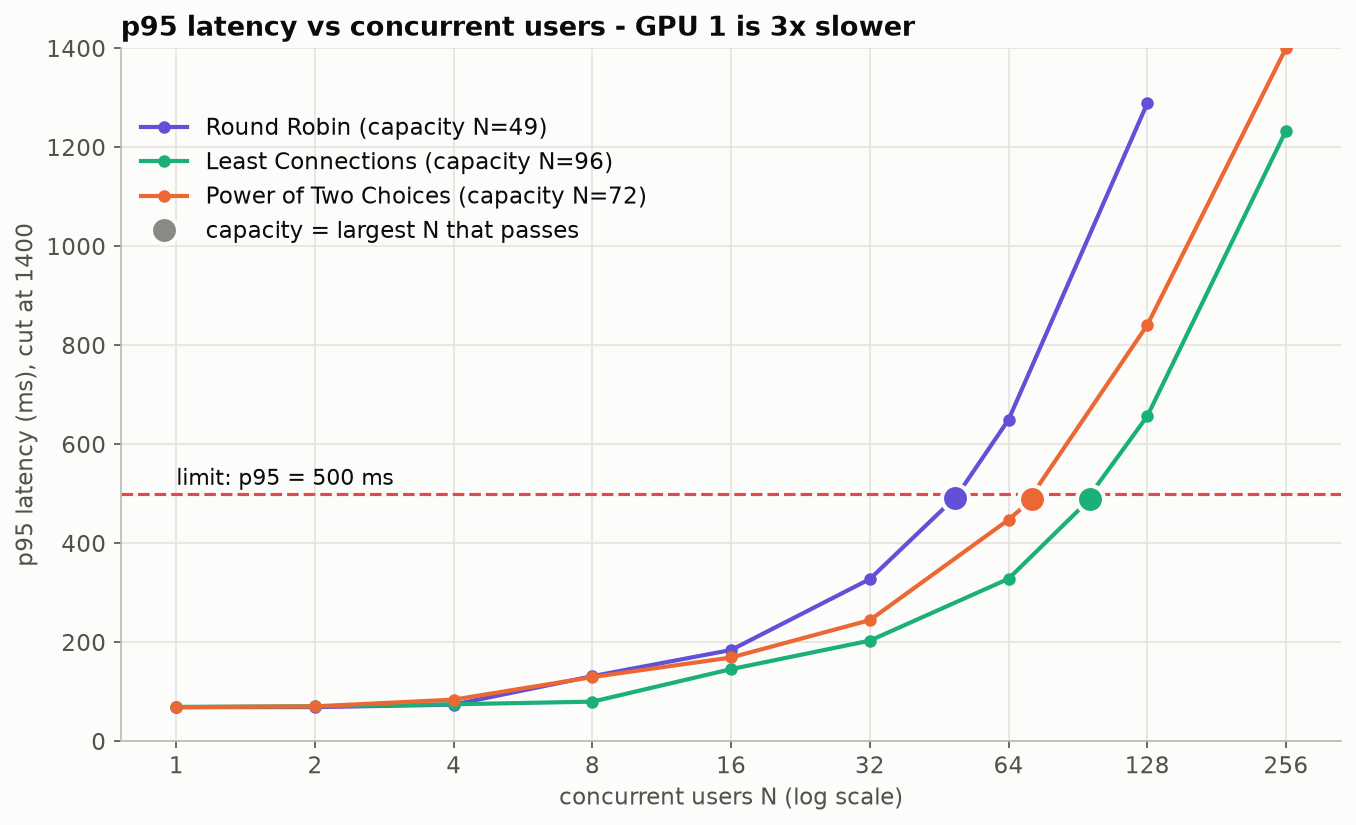 p95 latency vs concurrent users - GPU 1 is 3x slower
1400
1200
1000
800
600
400
200
0
p95 latency (ms), cut at 1400
Round Robin (capacity N=49)
Least Connections (capacity N=96)
Power of Two Choices (capacity N=72)
capacity = largest N that passes
limit: p95 = 500 ms
1 2 4 8 16 32 64 128 256
concurrent users N (log scale)